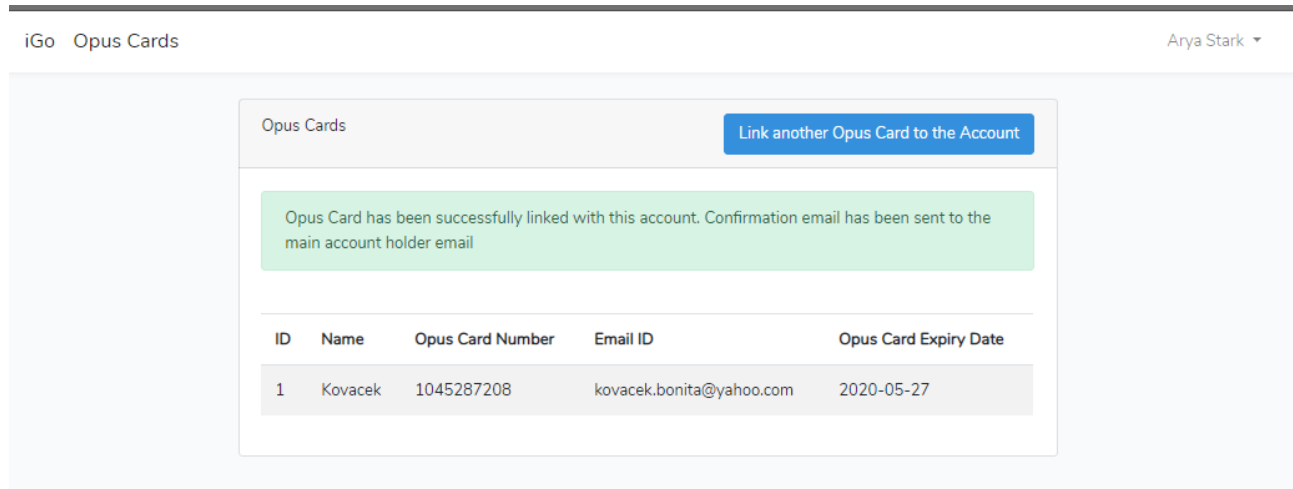 iGo Opus Cards Arya Stark
Opus Cards Link another Opus Card to the Account
Opus Card has been successfully linked with this account. Confirmation email has been sent to the
main account holder email
ID Name Opus Card Number Email ID Opus Card Expiry Date
1 Kovacek 1045287208 kovacek.bonita@yahoo.com 2020-05-27